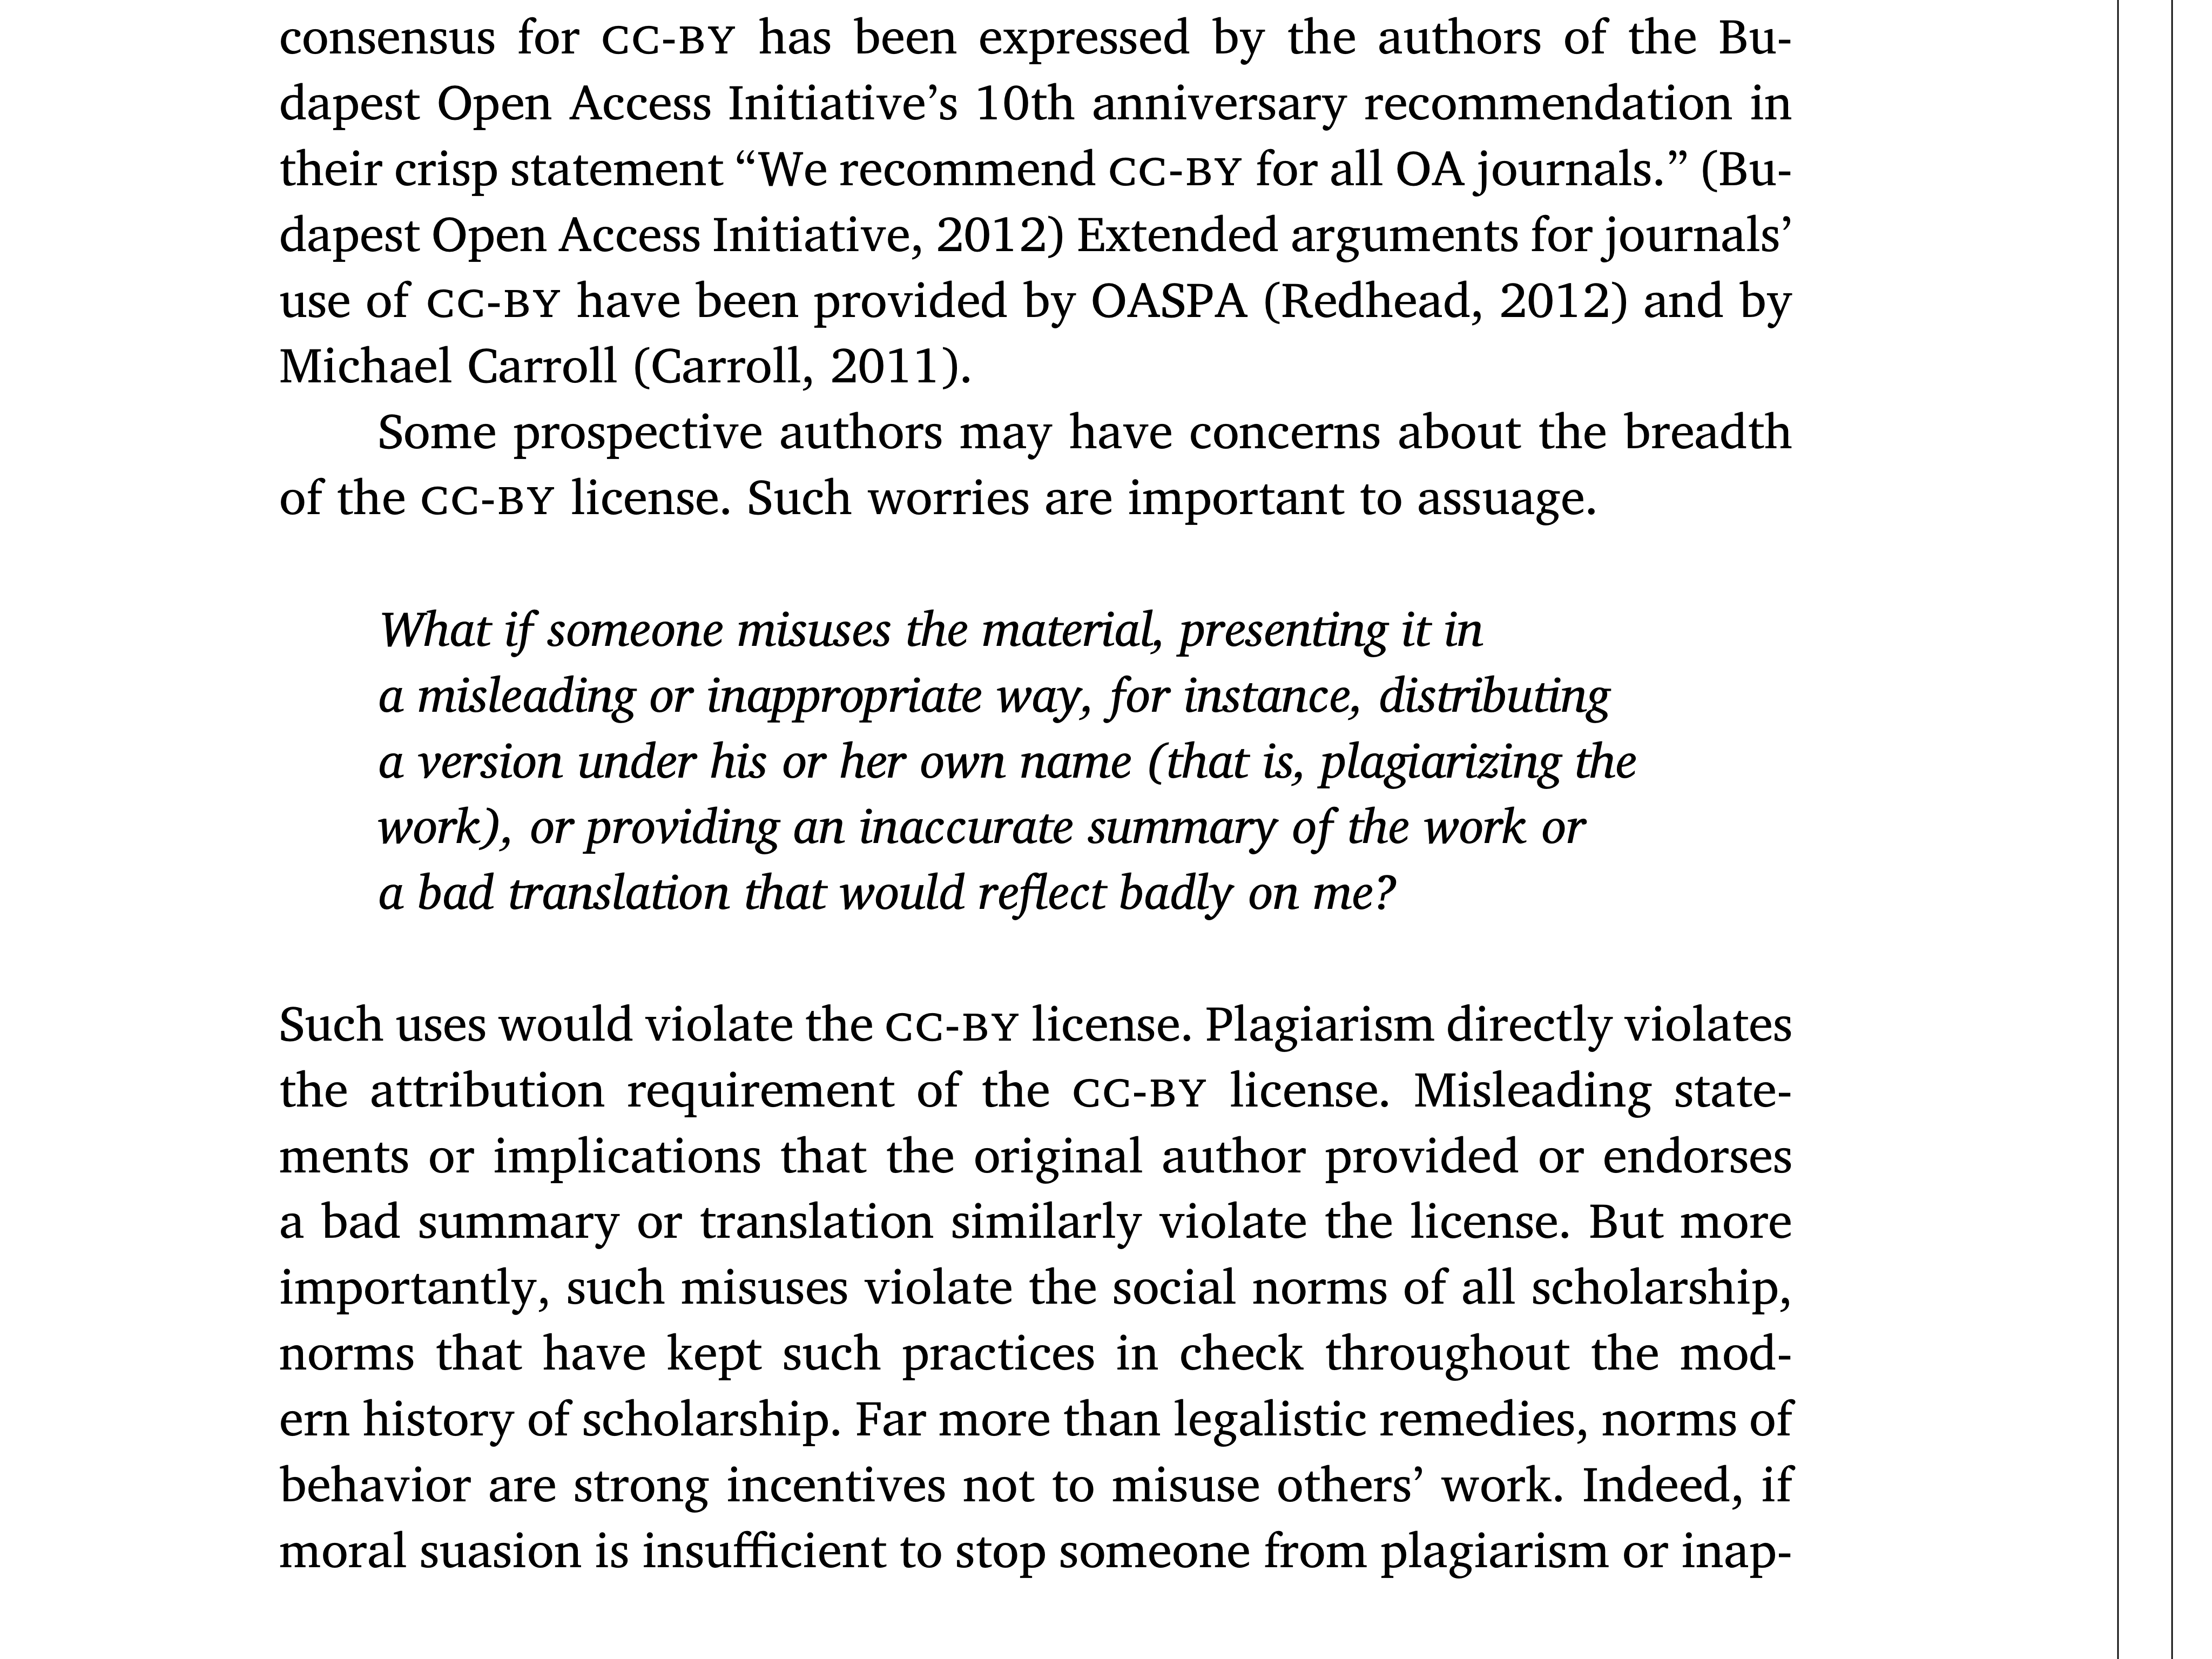 consensus for CC-BY has been expressed by the authors of the Bu-
dapest Open Access Initiative’s 10th anniversary recommendation in
their crisp statement “We recommend CC-BY for all OA journals.” (Bu-
dapest Open Access Initiative, 2012) Extended arguments for journals’
use of CC-BY have been provided by OASPA (Redhead, 2012) and by
Michael Carroll (Carroll, 2011).
Some prospective authors may have concerns about the breadth
of the CC-BY license. Such worries are important to assuage.
What if someone misuses the material, presenting it in
a misleading or inappropriate way, for instance, distributing
a version under his or her own name (that is, plagiarizing the
work), or providing an inaccurate summary of the work or
a bad translation that would reflect badly on me?
Such uses would violate the CC-BY license. Plagiarism directly violates
the attribution requirement of the CC-BY license. Misleading state-
ments or implications that the original author provided or endorses
a bad summary or translation similarly violate the license. But more
importantly, such misuses violate the social norms of all scholarship,
norms that have kept such practices in check throughout the mod-
ern history of scholarship. Far more than legalistic remedies, norms of
behavior are strong incentives not to misuse others’ work. Indeed, if
moral suasion is insufficient to stop someone from plagiarism or inap-